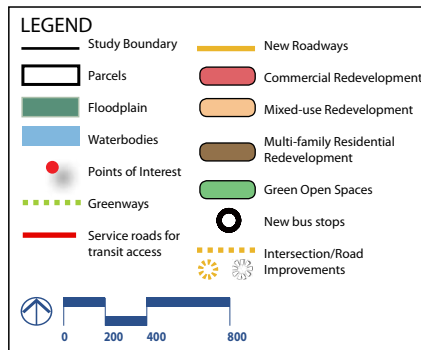 LEGEND
Study Boundary
Parcels
Floodplain
Waterbodies
Points of Interest
Greenways
Service roads for
transit access
New Roadways
Commercial Redevelopment
Mixed-use Redevelopment
Multi-family Residential
Redevelopment
Green Open Spaces
New bus stops
Intersection/Road
Improvements
0 200 400 800